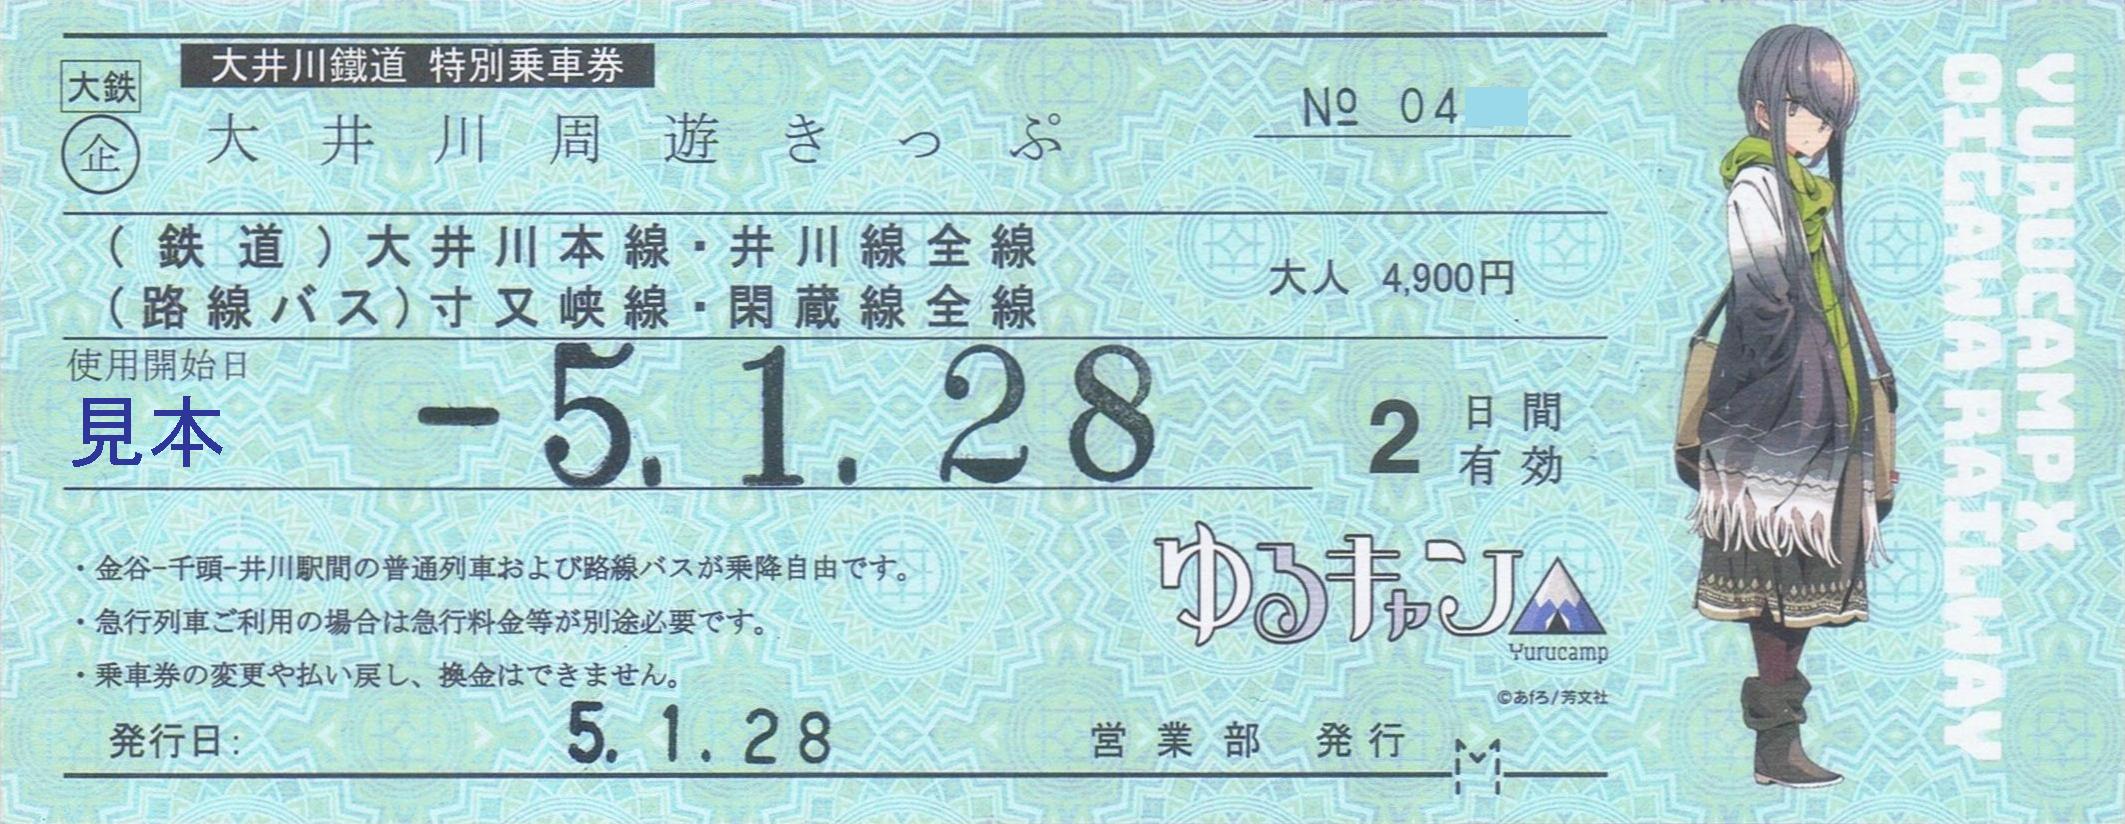 大井川鐵道 特別乗車券
大鉄
企
大井川周遊きっぷ
№ 04
(鉄道)大井川本線・井川線全線
(路線バス)寸又峡線・閑蔵線全線
大人 4,900円
使用開始日
見本
-5.1.28
2日間有効
・金谷-千頭-井川駅間の普通列車および路線バスが乗降自由です。
・急行列車ご利用の場合は急行料金等が別途必要です。
・乗車券の変更や払い戻し、換金はできません。
ゆるキャン
Yurucamp
©あfろ/芳文社
発行日: 5.1.28
営業部 発行
YURUCAMP X
OIGAWA RAILWAY